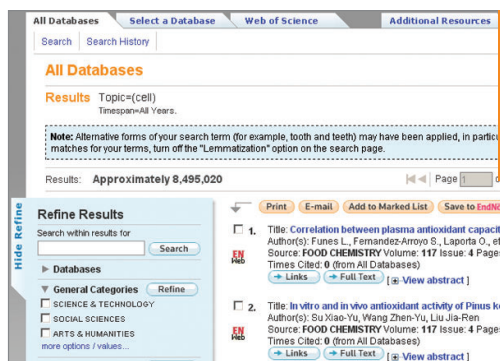 All Databases Select a Database Web of Science Additional Resources
Search Search History
All Databases
Results Topic=(cell)
Timespan=All Years.
Note: Alternative forms of your search term (for example, tooth and teeth) may have been applied, in particu
matches for your terms, turn off the "Lemmatization" option on the search page.
Results: Approximately 8,495,020
Page 1
Hide Refine
Refine Results
Search within results for
Search
Databases
General Categories Refine
SCIENCE & TECHNOLOGY
SOCIAL SCIENCES
ARTS & HUMANITIES
more options / values...
Print E-mail Add to Marked List Save to EndNo
1. Title: Correlation between plasma antioxidant capacit
Author(s): Funes L., Fernandez-Arroyo S., Laporta O., et
EN Web Source: FOOD CHEMISTRY Volume: 117 Issue: 4 Pages
Times Cited: 0 (from All Databases)
Links Full Text [ View abstract ]
2. Title: In vitro and in vivo antioxidant activity of Pinus k
Author(s): Su Xiao-Yu, Wang Zhen-Yu, Liu Jia-Ren
EN Web Source: FOOD CHEMISTRY Volume: 117 Issue: 4 Pages
Times Cited: 0 (from All Databases)
Links Full Text [ View abstract ]